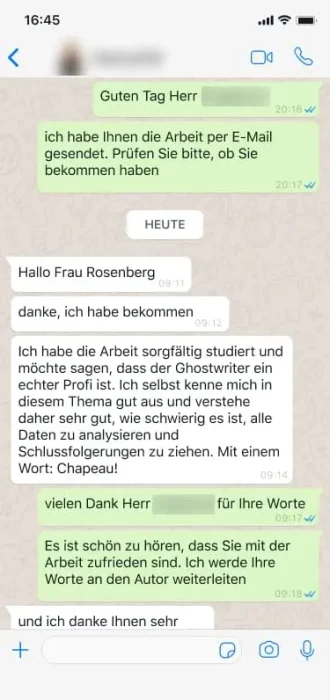 16:45
Guten Tag Herr
20:16
ich habe Ihnen die Arbeit per E-Mail
gesendet. Prüfen Sie bitte, ob Sie
bekommen haben
20:17
HEUTE
Hallo Frau Rosenberg
09:11
danke, ich habe bekommen
09:12
Ich habe die Arbeit sorgfältig studiert und
möchte sagen, dass der Ghostwriter ein
echter Profi ist. Ich selbst kenne mich in
diesem Thema gut aus und verstehe
daher sehr gut, wie schwierig es ist, alle
Daten zu analysieren und
Schlussfolgerungen zu ziehen. Mit einem
Wort: Chapeau!
09:14
vielen Dank Herr für Ihre Worte
09:17
Es ist schön zu hören, dass Sie mit der
Arbeit zufrieden sind. Ich werde Ihre
Worte an den Autor weiterleiten
09:18
und ich danke Ihnen sehr